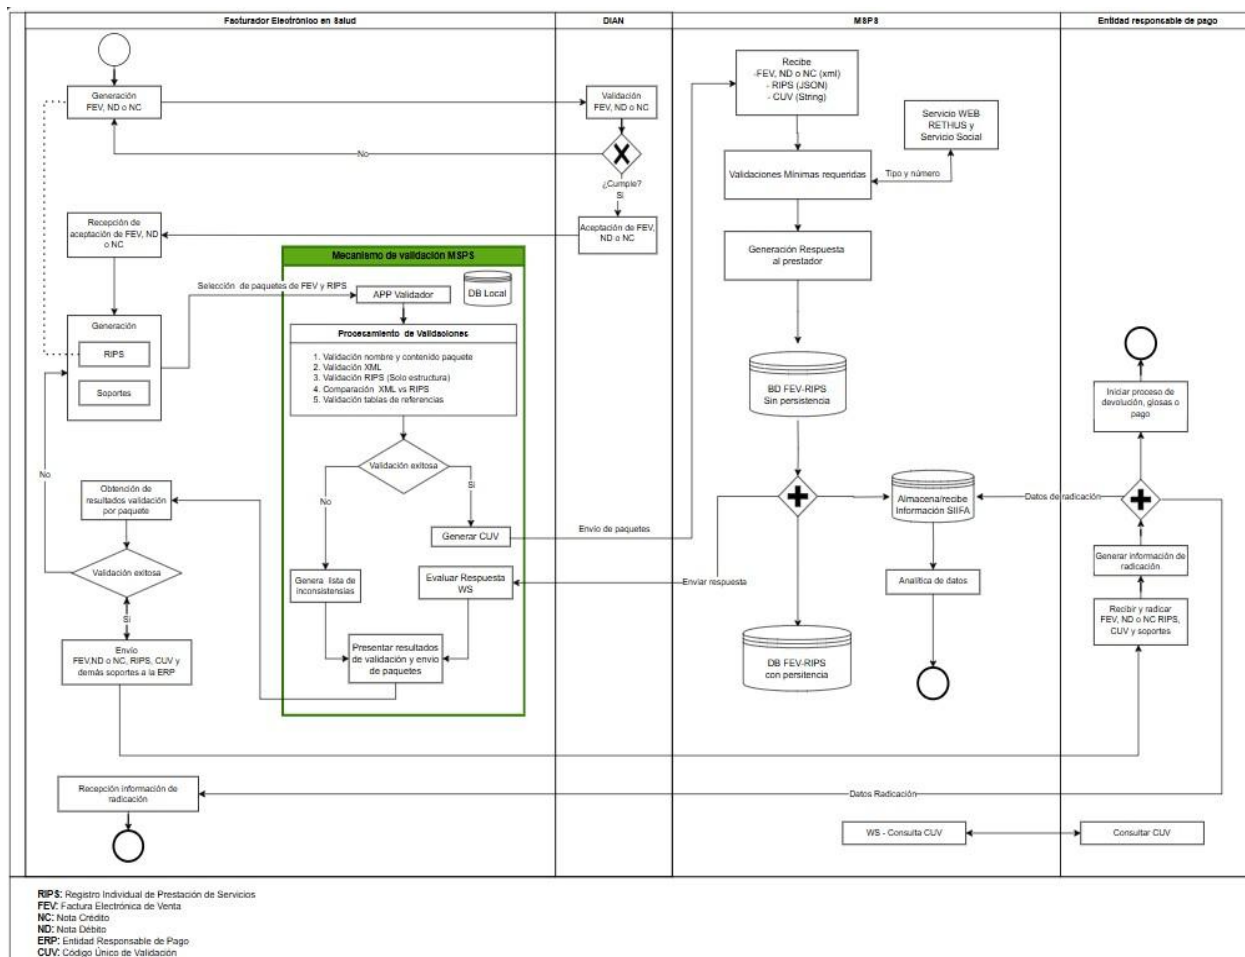 Facturador Electrónico en Salud
DIAN
MSPS
Entidad responsable de pago
Generación
FEV, ND o NC
Validación
FEV, ND o NC
No
¿Cumple?
Si
Recepción de
aceptación de FEV, ND
o NC
Aceptación de FEV,
ND o NC
Generación
RIPS
Soportes
Selección de paquetes de FEV y RIPS
Mecanismo de validación MSPS
APP Validador
DB Local
Procesamiento de Validaciones
1. Validación nombre y contenido paquete
2. Validación XML
3. Validación RIPS (Solo estructura)
4. Comparación XML vs RIPS
5. Validación tablas de referencias
Validación exitosa
No
Si
Generar CUV
Genera lista de
inconsistencias
Evaluar Respuesta
WS
Presentar resultados
de validación y envio
de paquetes
No
Obtención de
resultados validación
por paquete
Validación exitosa
Si
Envío
FEV,ND o NC, RIPS, CUV y
demás soportes a la ERP
Recepción información de
radicación
Envío de paquetes
Enviar respuesta
Recibe
-FEV, ND o NC (xml)
- RIPS (JSON)
- CUV (String)
Servicio WEB
RETHUS y
Servicio Social
Validaciones Mínimas requeridas
Tipo y número
Generación Respuesta
al prestador
BD FEV-RIPS
Sin persistencia
Almacena/recibe
Información SIIFA
Analítica de datos
DB FEV-RIPS
con persitencia
Datos de radicación
Iniciar proceso de
devolución, glosas o
pago
Generar información de
radicación
Recibir y radicar
FEV, ND o NC RIPS,
CUV y soportes
Datos Radicación
WS - Consulta CUV
Consultar CUV
RIPS: Registro Individual de Prestación de Servicios
FEV: Factura Electrónica de Venta
NC: Nota Crédito
ND: Nota Débito
ERP: Entidad Responsable de Pago
CUV: Código Único de Validación